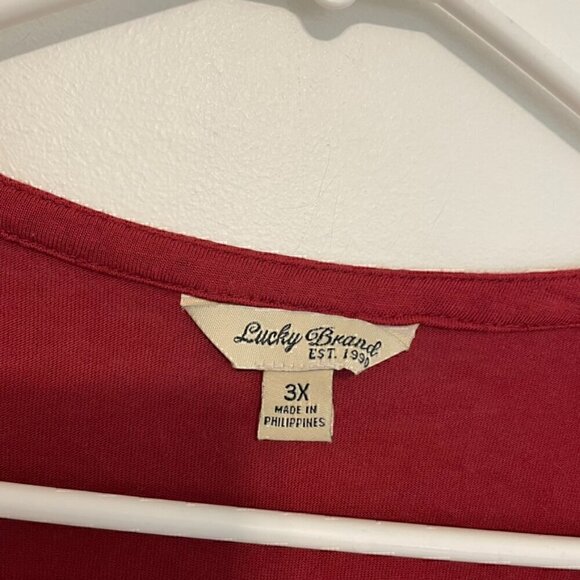 Lucky Brand
EST. 1990
3X
MADE IN
PHILIPPINES